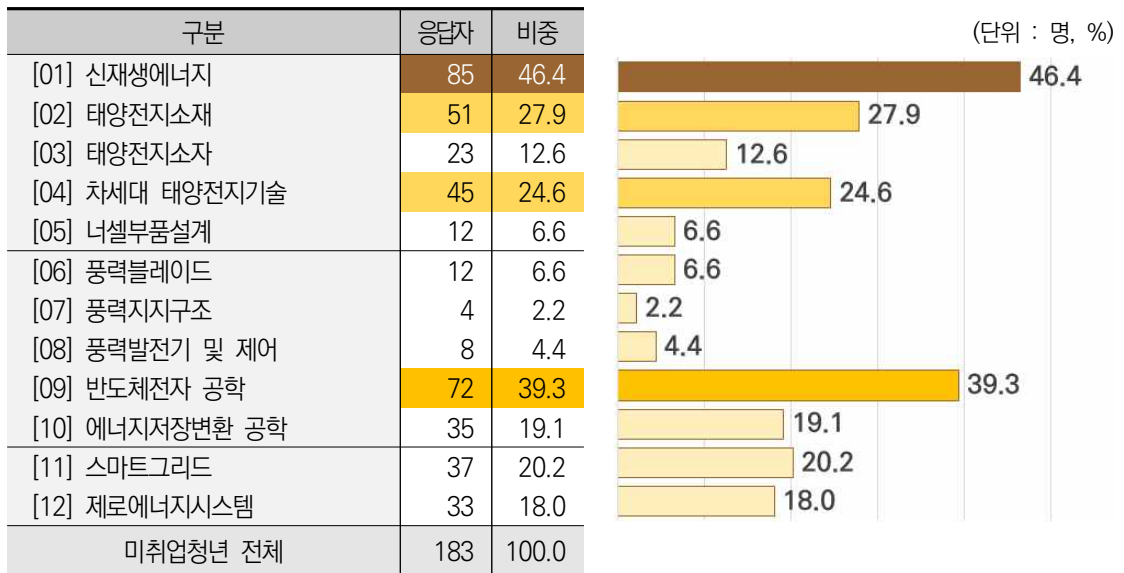 구분 응답자 비중
(단위 : 명, %)
[01] 신재생에너지 85 46.4 46.4
[02] 태양전지소재 51 27.9 27.9
[03] 태양전지소자 23 12.6 12.6
[04] 차세대 태양전지기술 45 24.6 24.6
[05] 너셀부품설계 12 6.6 6.6
[06] 풍력블레이드 12 6.6 6.6
[07] 풍력지지구조 4 2.2 2.2
[08] 풍력발전기 및 제어 8 4.4 4.4
[09] 반도체전자 공학 72 39.3 39.3
[10] 에너지저장변환 공학 35 19.1 19.1
[11] 스마트그리드 37 20.2 20.2
[12] 제로에너지시스템 33 18.0 18.0
미취업청년 전체 183 100.0